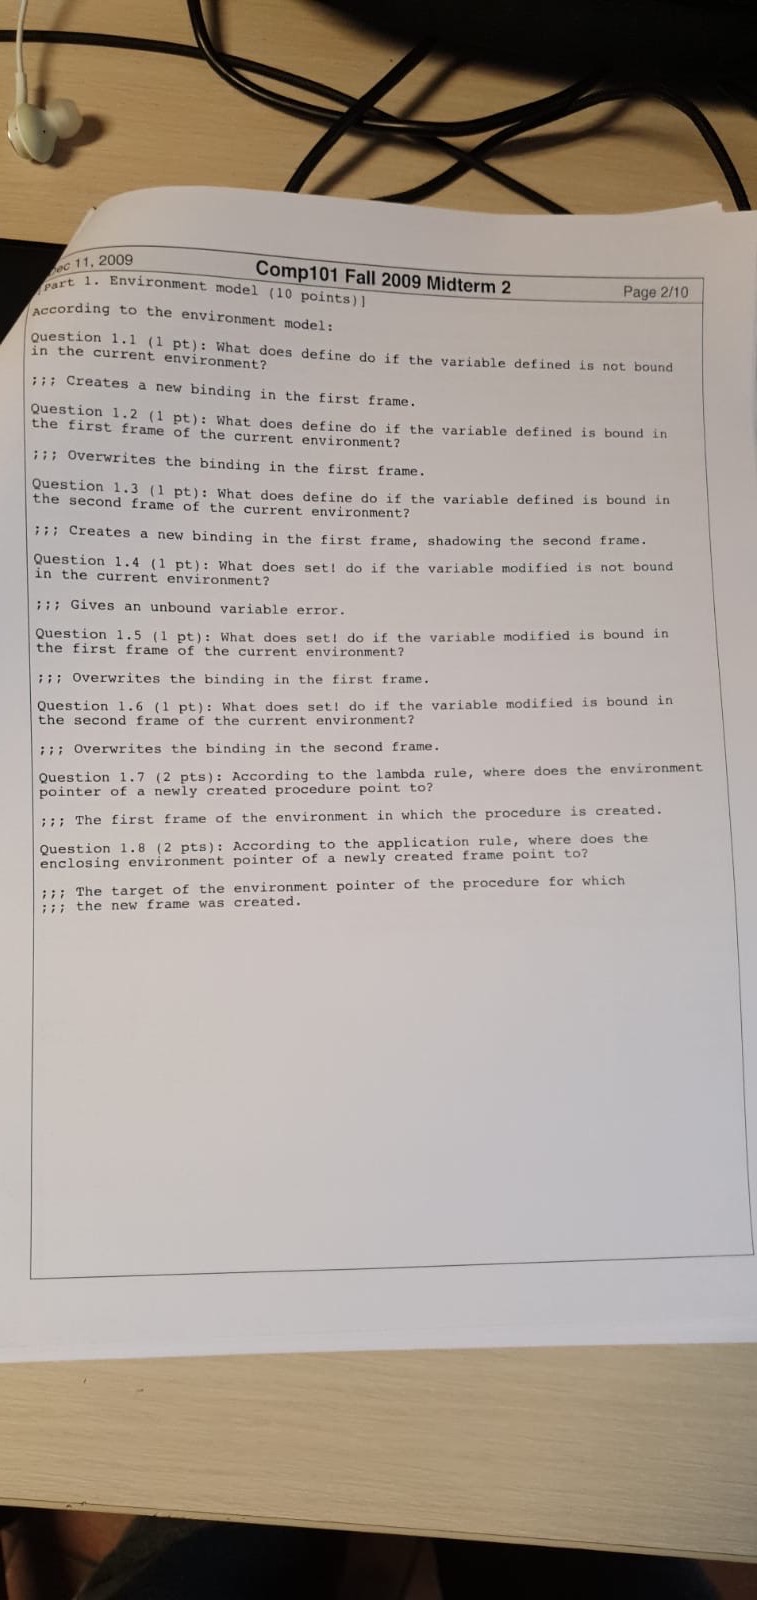 Dec 11, 2009
Comp101 Fall 2009 Midterm 2
Page 2/10
Part 1. Environment model (10 points)]
According to the environment model:
Question 1.1 (1 pt): What does define do if the variable defined is not bound
in the current environment?
;;; Creates a new binding in the first frame.
Question 1.2 (1 pt): What does define do if the variable defined is bound in
the first frame of the current environment?
;;; Overwrites the binding in the first frame.
Question 1.3 (1 pt): What does define do if the variable defined is bound in
the second frame of the current environment?
;;; Creates a new binding in the first frame, shadowing the second frame.
Question 1.4 (1 pt): What does set! do if the variable modified is not bound
in the current environment?
;;; Gives an unbound variable error.
Question 1.5 (1 pt): What does set! do if the variable modified is bound in
the first frame of the current environment?
;;; Overwrites the binding in the first frame.
Question 1.6 (1 pt): What does set! do if the variable modified is bound in
the second frame of the current environment?
;;; Overwrites the binding in the second frame.
Question 1.7 (2 pts): According to the lambda rule, where does the environment
pointer of a newly created procedure point to?
;;; The first frame of the environment in which the procedure is created.
Question 1.8 (2 pts): According to the application rule, where does the
enclosing environment pointer of a newly created frame point to?
;;; The target of the environment pointer of the procedure for which
;;; the new frame was created.